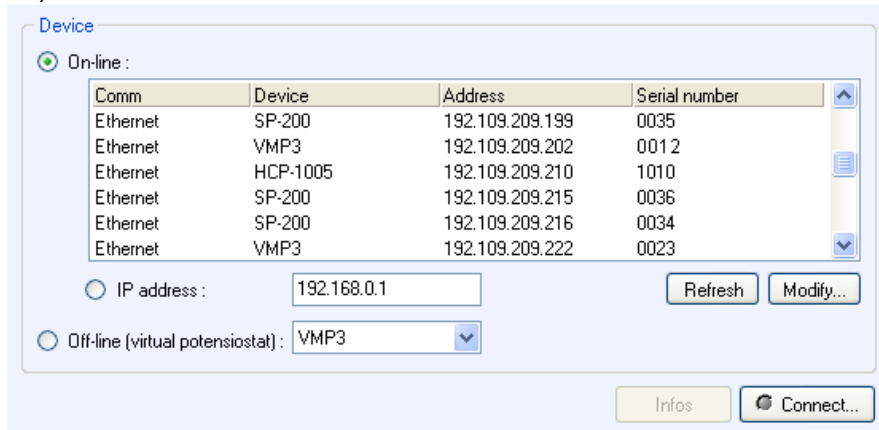 Device
On-line :
Comm Device Address Serial number
Ethernet SP-200 192.109.209.199 0035
Ethernet VMP3 192.109.209.202 0012
Ethernet HCP-1005 192.109.209.210 1010
Ethernet SP-200 192.109.209.215 0036
Ethernet SP-200 192.109.209.216 0034
Ethernet VMP3 192.109.209.222 0023
IP address : 192.168.0.1 Refresh Modify...
Off-line (virtual potensiostat) : VMP3
Infos Connect...